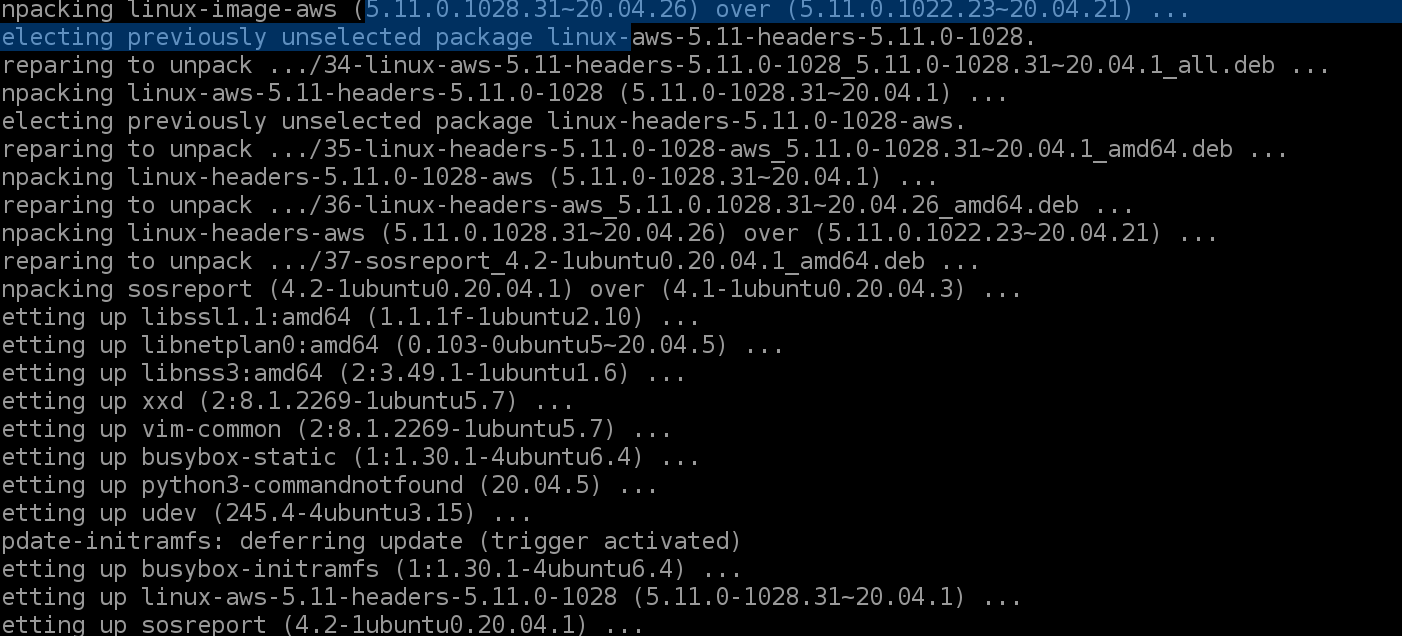 npacking linux-image-aws (5.11.0.1028.31~20.04.26) over (5.11.0.1022.23~20.04.21) ...
electing previously unselected package linux-aws-5.11-headers-5.11.0-1028.
reparing to unpack .../34-linux-aws-5.11-headers-5.11.0-1028_5.11.0-1028.31~20.04.1_all.deb ...
npacking linux-aws-5.11-headers-5.11.0-1028 (5.11.0-1028.31~20.04.1) ...
electing previously unselected package linux-headers-5.11.0-1028-aws.
reparing to unpack .../35-linux-headers-5.11.0-1028-aws_5.11.0-1028.31~20.04.1_amd64.deb ...
npacking linux-headers-5.11.0-1028-aws (5.11.0-1028.31~20.04.1) ...
reparing to unpack .../36-linux-headers-aws_5.11.0.1028.31~20.04.26_amd64.deb ...
npacking linux-headers-aws (5.11.0.1028.31~20.04.26) over (5.11.0.1022.23~20.04.21) ...
reparing to unpack .../37-sosreport_4.2-1ubuntu0.20.04.1_amd64.deb ...
npacking sosreport (4.2-1ubuntu0.20.04.1) over (4.1-1ubuntu0.20.04.3) ...
etting up libssl1.1:amd64 (1.1.1f-1ubuntu2.10) ...
etting up libnetplan0:amd64 (0.103-0ubuntu5~20.04.5) ...
etting up libnss3:amd64 (2:3.49.1-1ubuntu1.6) ...
etting up xxd (2:8.1.2269-1ubuntu5.7) ...
etting up vim-common (2:8.1.2269-1ubuntu5.7) ...
etting up busybox-static (1:1.30.1-4ubuntu6.4) ...
etting up python3-commandnotfound (20.04.5) ...
etting up udev (245.4-4ubuntu3.15) ...
pdate-initramfs: deferring update (trigger activated)
etting up busybox-initramfs (1:1.30.1-4ubuntu6.4) ...
etting up linux-aws-5.11-headers-5.11.0-1028 (5.11.0-1028.31~20.04.1) ...
etting up sosreport (4.2-1ubuntu0.20.04.1) ...